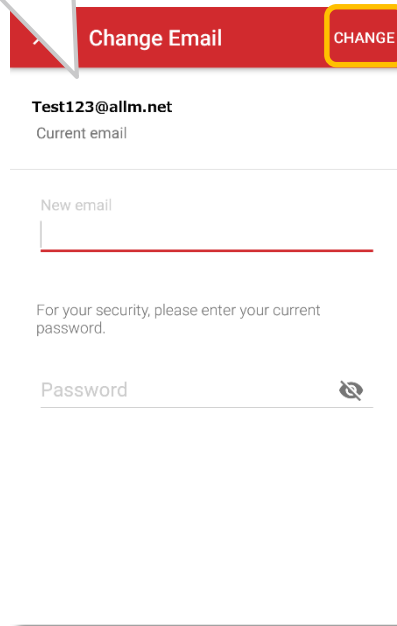 Change Email
CHANGE
Test123@allm.net
Current email
New email
For your security, please enter your current
password.
Password